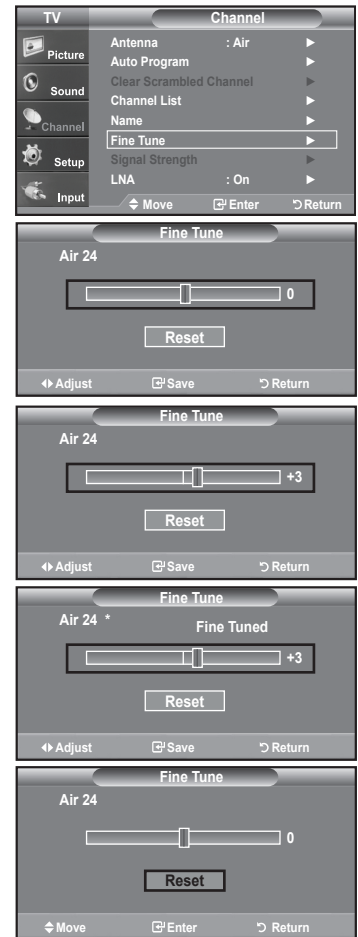 TV Channel
Picture
Sound
Channel
Setup
Input
Antenna : Air ►
Auto Program ►
Clear Scrambled Channel ►
Channel List ►
Name ►
Fine Tune ►
Signal Strength ►
LNA : On ►
Move Enter Return
Fine Tune
Air 24
0
Reset
Adjust Save Return
Fine Tune
Air 24
+3
Reset
Adjust Save Return
Fine Tune
Air 24 * Fine Tuned
+3
Reset
Adjust Save Return
Fine Tune
Air 24
0
Reset
Move Enter Return